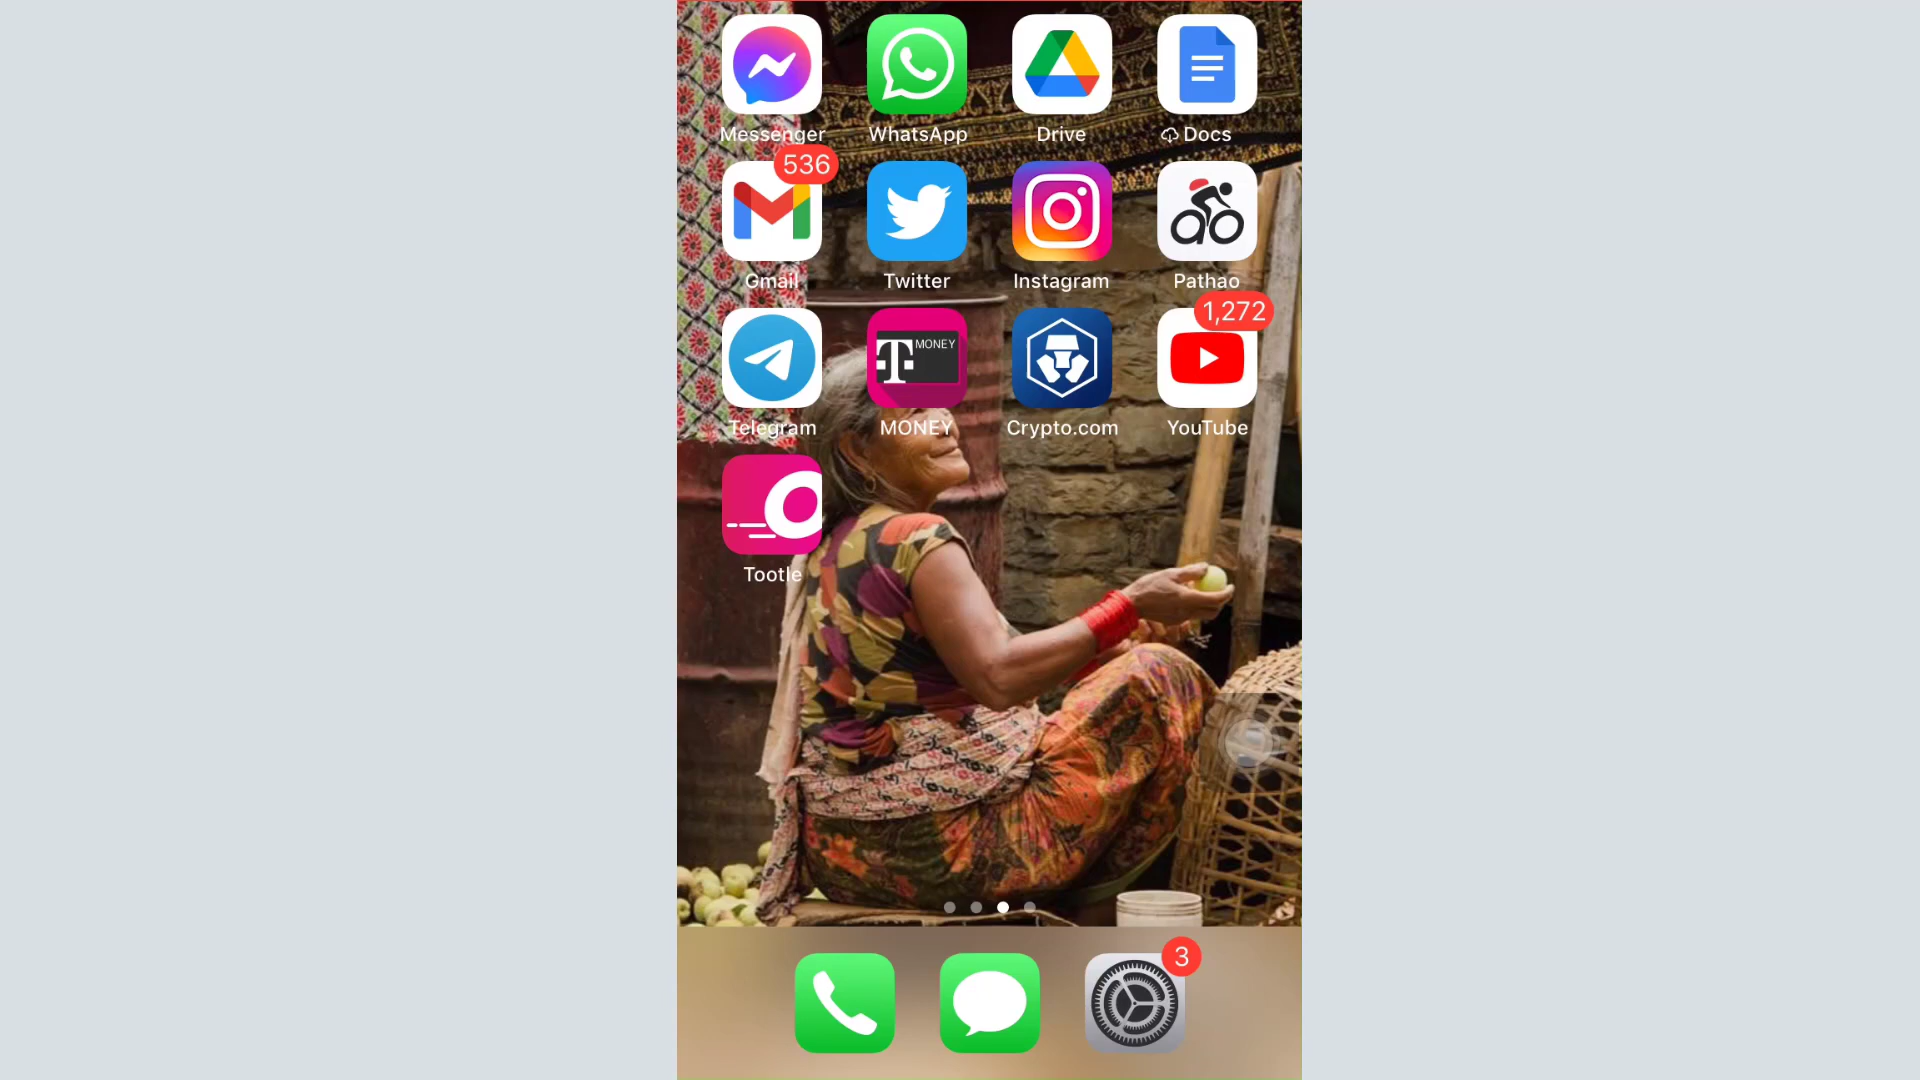 Messenger WhatsApp Drive Docs
536
Gmail Twitter Instagram Pathao
1,272
MONEY
Telegram MONEY Crypto.com YouTube
Tootle
3